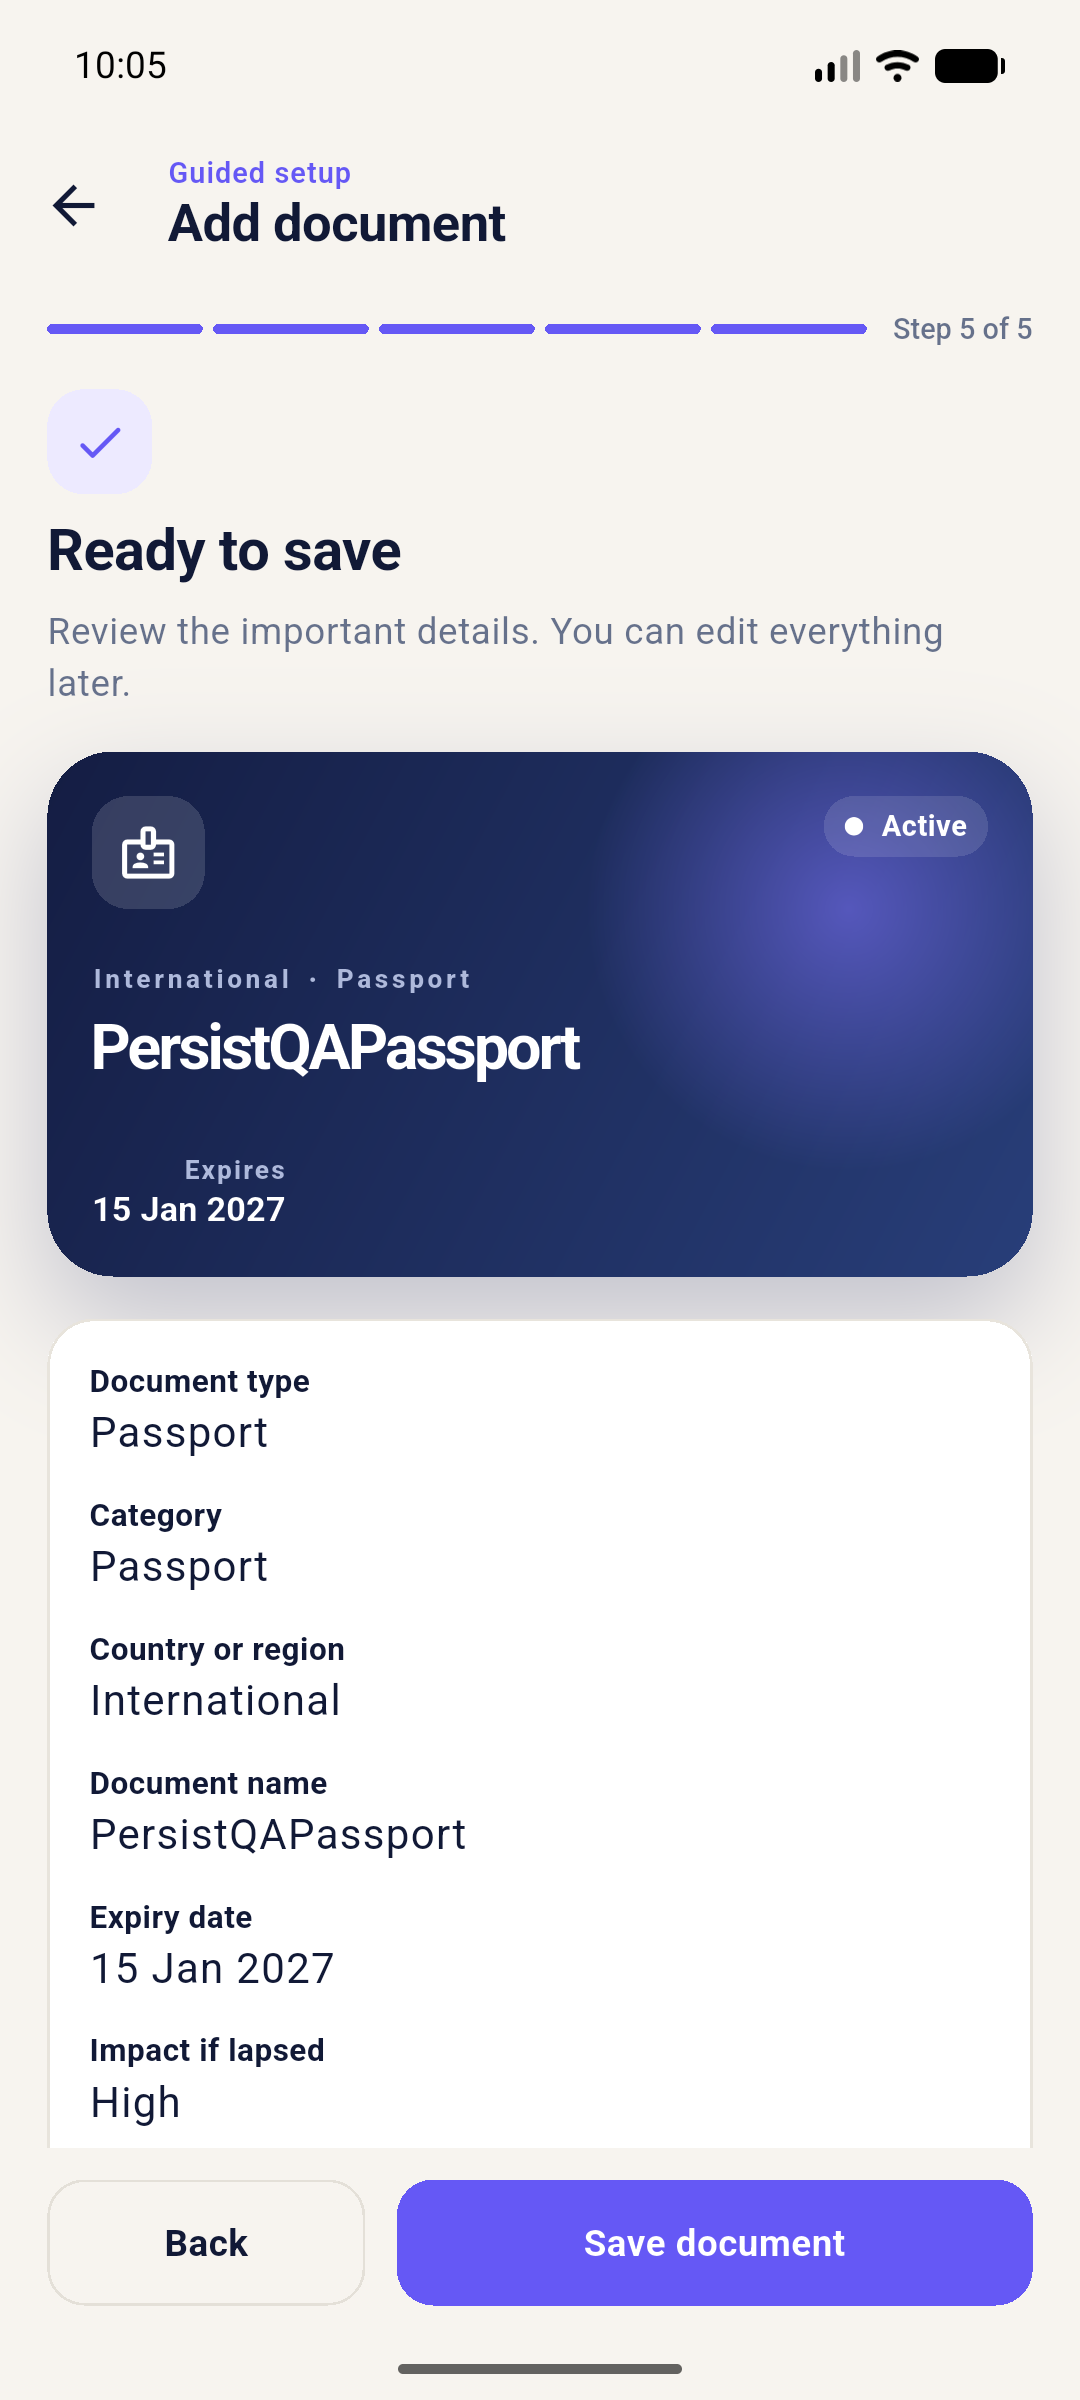 10:05
Guided setup
Add document
Step 5 of 5
Ready to save
Review the important details. You can edit everything
later.
Active
International · Passport
PersistQAPassport
Expires
15 Jan 2027
Document type
Passport
Category
Passport
Country or region
International
Document name
PersistQAPassport
Expiry date
15 Jan 2027
Impact if lapsed
High
Back
Save document